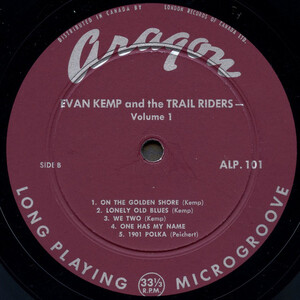 DISTRIBUTED IN CANADA BY LONDON RECORDS OF CANADA LTD.
Aragon
EVAN KEMP and the TRAIL RIDERS —
Volume 1
SIDE B
ALP. 101
1. ON THE GOLDEN SHORE (Kemp)
2. LONELY OLD BLUES (Kemp)
3. WE TWO (Kemp)
4. ONE HAS MY NAME
5. 1901 POLKA (Peichert)
LONG PLAYING 33⅓ R.P.M. MICROGROOVE